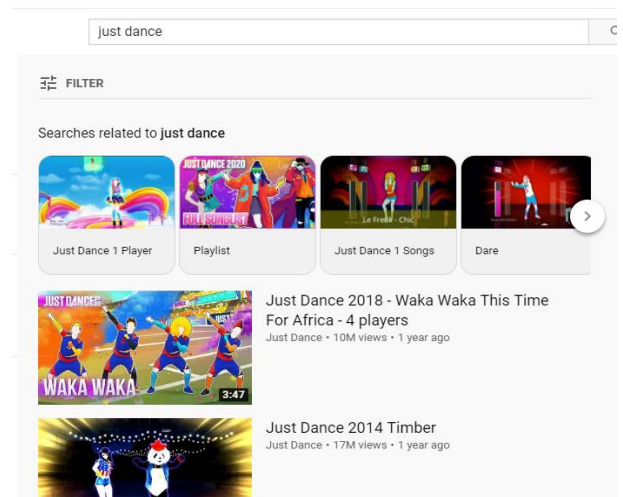 just dance
FILTER
Searches related to just dance
JUST DANCE 2020
FULL SONGLIST
Le Freak - Chic
Just Dance 1 Player
Playlist
Just Dance 1 Songs
Dare
JUST DANCE
JUST
WAKA WAKA
3:47
Just Dance 2018 - Waka Waka This Time
For Africa - 4 players
Just Dance • 10M views • 1 year ago
Just Dance 2014 Timber
Just Dance • 17M views • 1 year ago